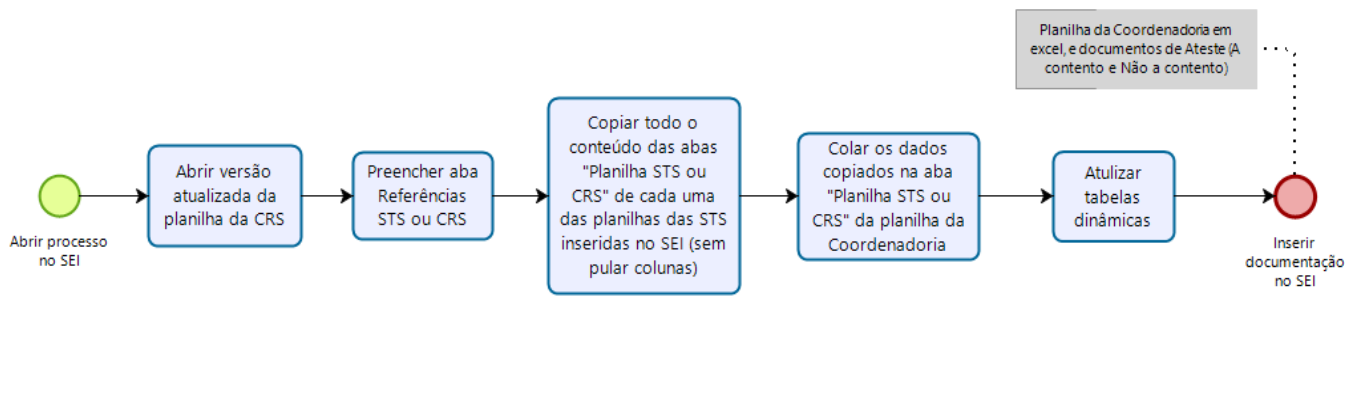 Abrir processo
no SEI
Abrir versão
atualizada da
planilha da CRS
Preencher aba
Referências
STS ou CRS
Copiar todo o
conteúdo das abas
"Planilha STS ou
CRS" de cada uma
das planilhas das STS
inseridas no SEI (sem
pular colunas)
Colar os dados
copiados na aba
"Planilha STS ou
CRS" da planilha da
Coordenadoria
Atulizar
tabelas
dinâmicas
Planilha da Coordenadoria em
excel, e documentos de Ateste (A
contento e Não a contento)
Inserir
documentação
no SEI